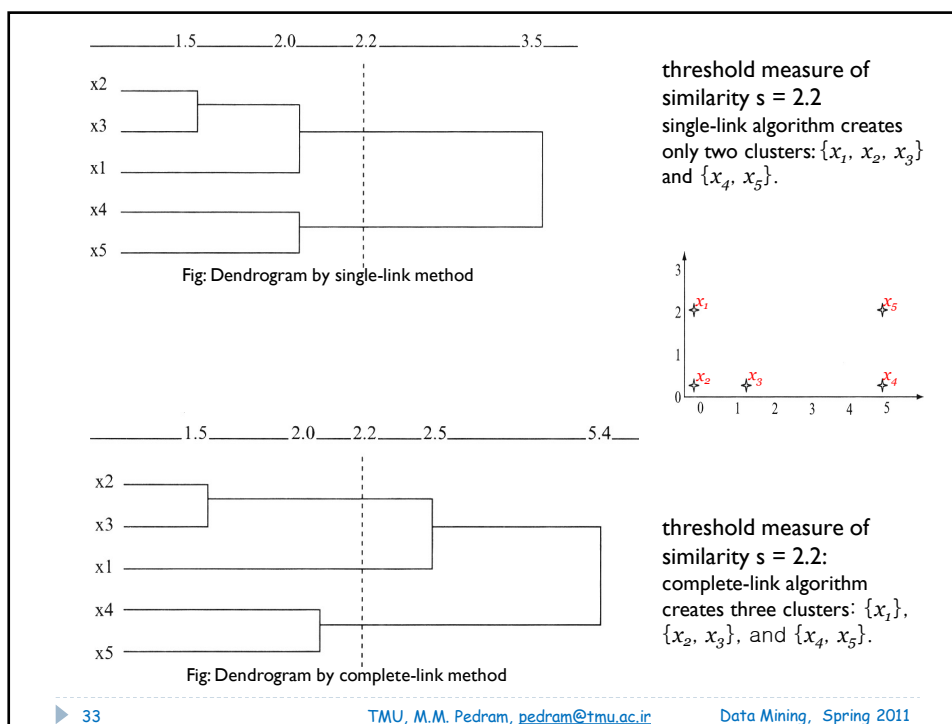 1.5 2.0 2.2 3.5
x2
x3
x1
x4
x5
Fig: Dendrogram by single-link method
threshold measure of
similarity s = 2.2
single-link algorithm creates
only two clusters: {x₁, x₂, x₃}
and {x₄, x₅}.
3
2
1
0
x₁
x₅
x₂
x₃
x₄
0 1 2 3 4 5
1.5 2.0 2.2 2.5 5.4
x2
x3
x1
x4
x5
Fig: Dendrogram by complete-link method
threshold measure of
similarity s = 2.2:
complete-link algorithm
creates three clusters: {x₁},
{x₂, x₃}, and {x₄, x₅}.
33 TMU, M.M. Pedram, pedram@tmu.ac.ir Data Mining, Spring 2011